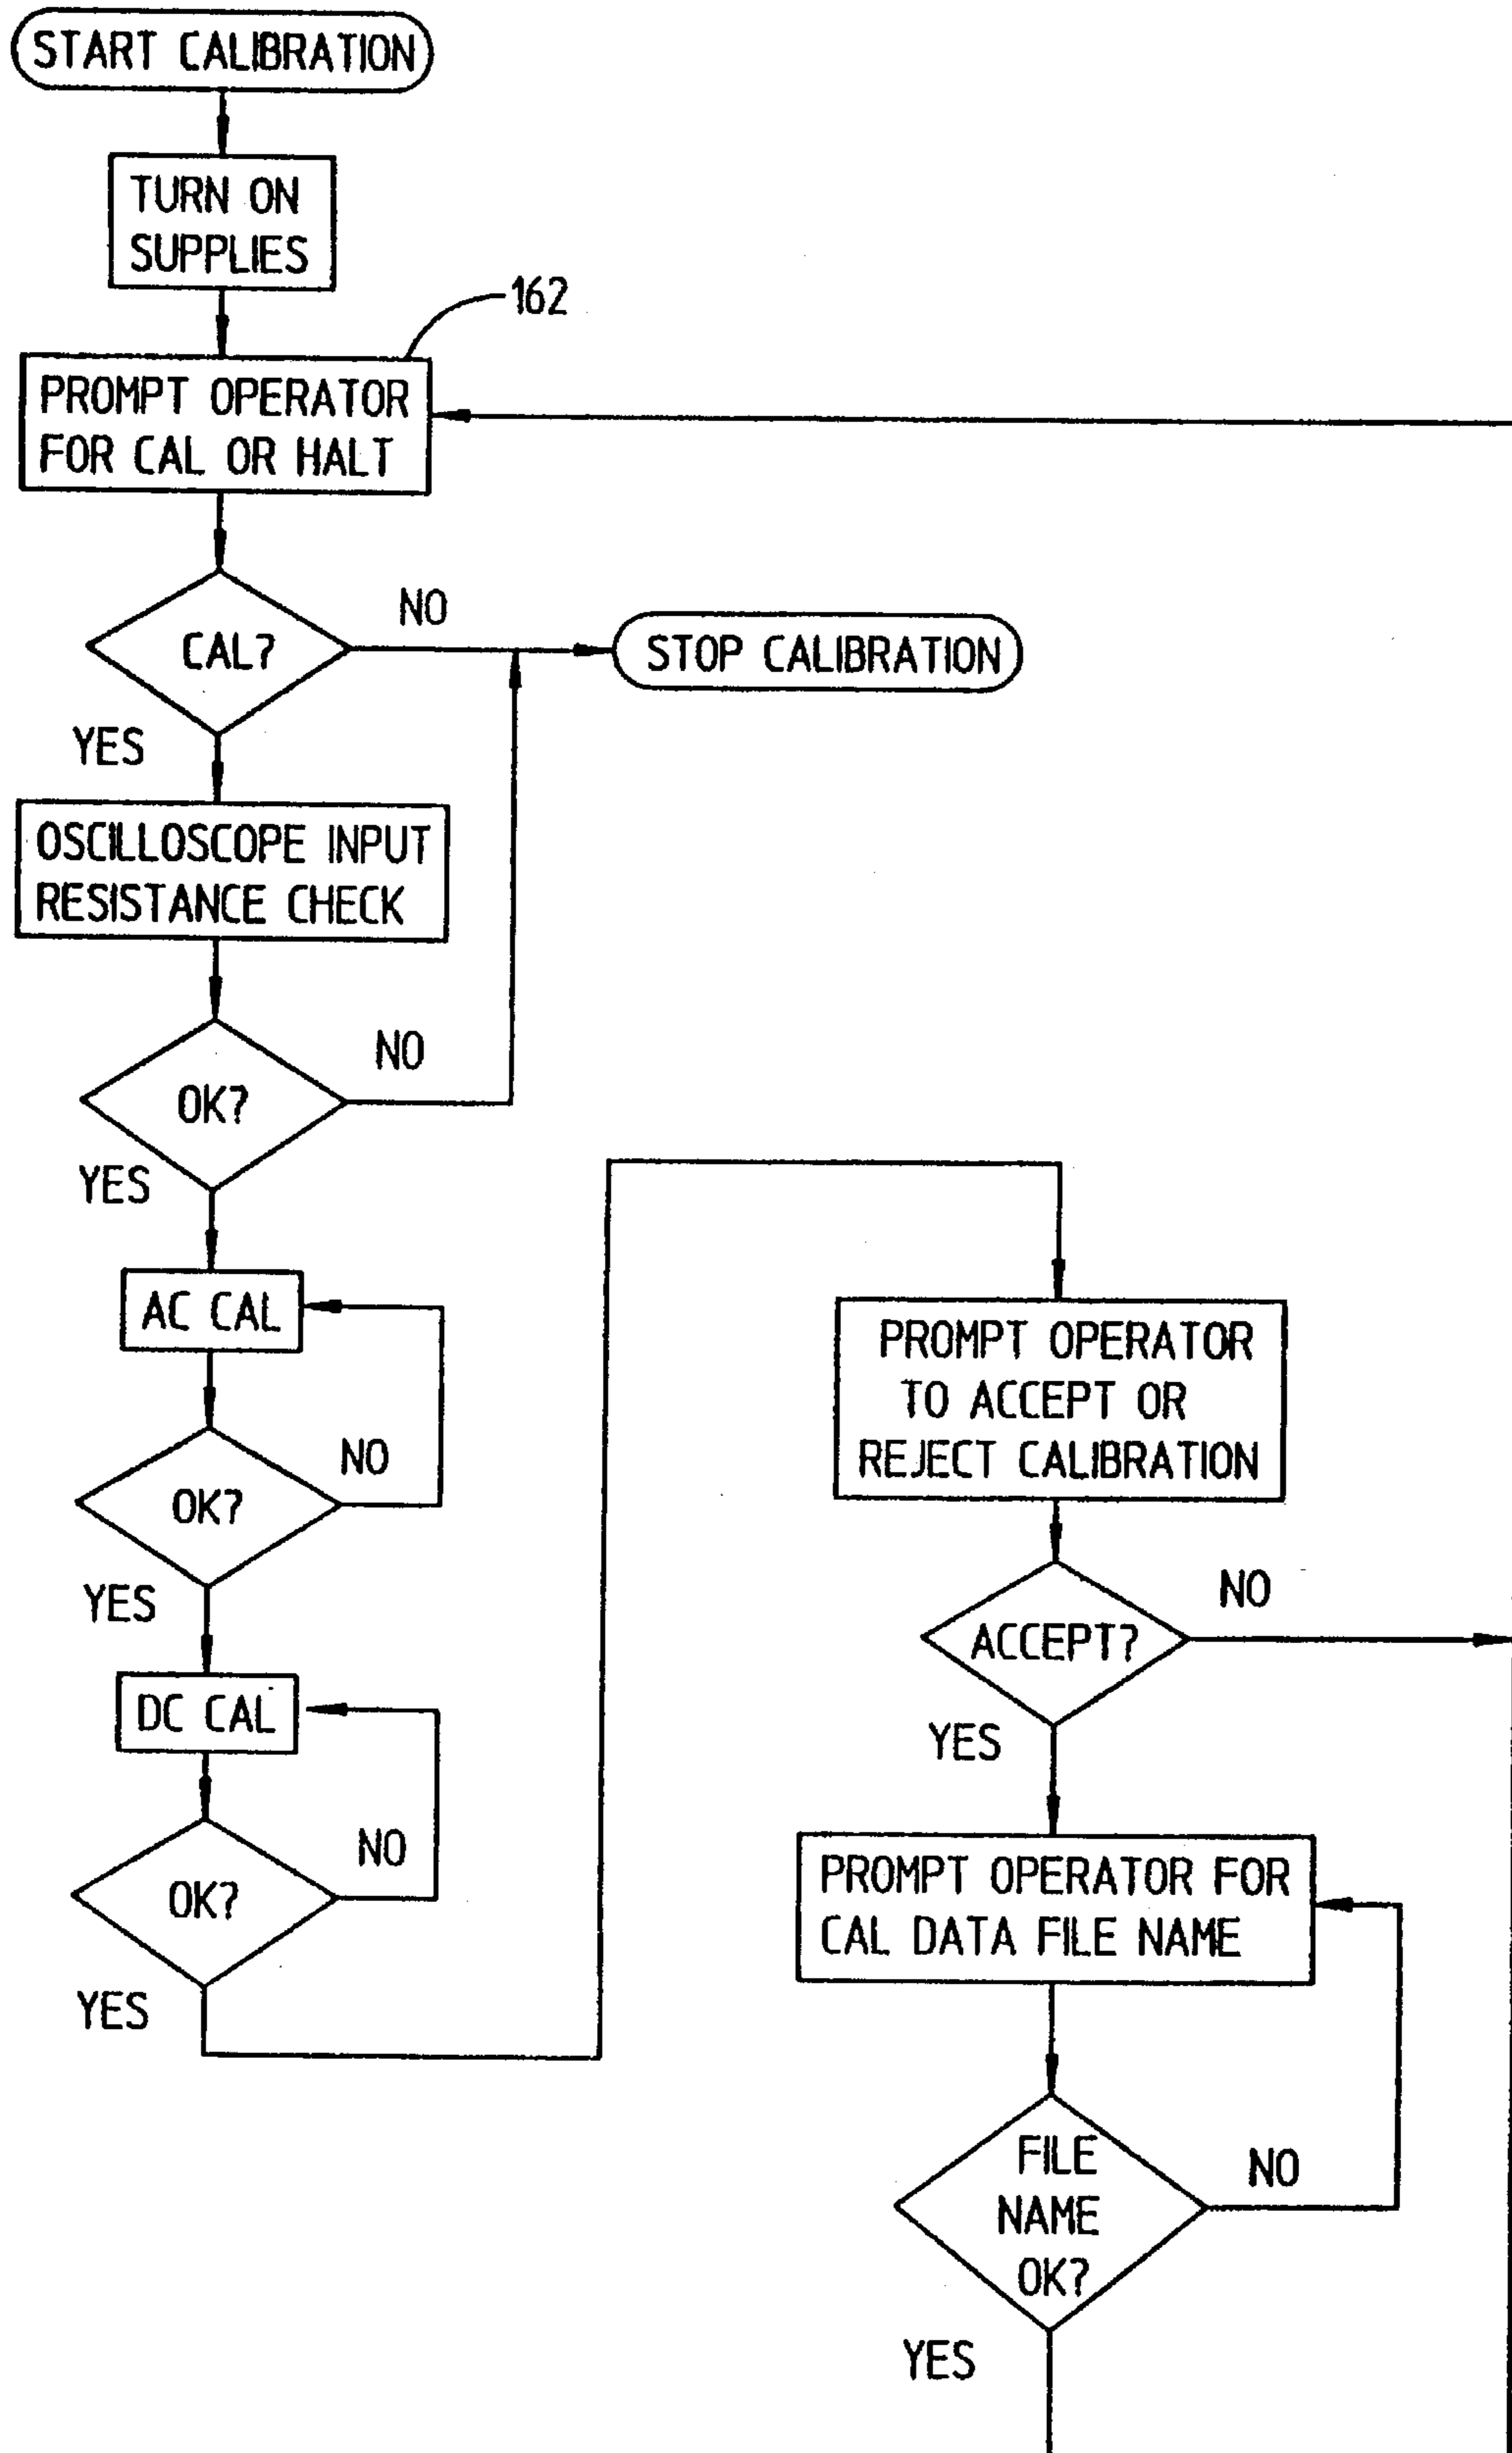 START CALIBRATION
TURN ON
SUPPLIES
162
PROMPT OPERATOR
FOR CAL OR HALT
CAL?
NO
STOP CALIBRATION
YES
OSCILLOSCOPE INPUT
RESISTANCE CHECK
OK?
NO
YES
AC CAL
OK?
NO
YES
DC CAL
OK?
NO
YES
PROMPT OPERATOR
TO ACCEPT OR
REJECT CALIBRATION
ACCEPT?
NO
YES
PROMPT OPERATOR FOR
CAL DATA FILE NAME
FILE
NAME
OK?
NO
YES